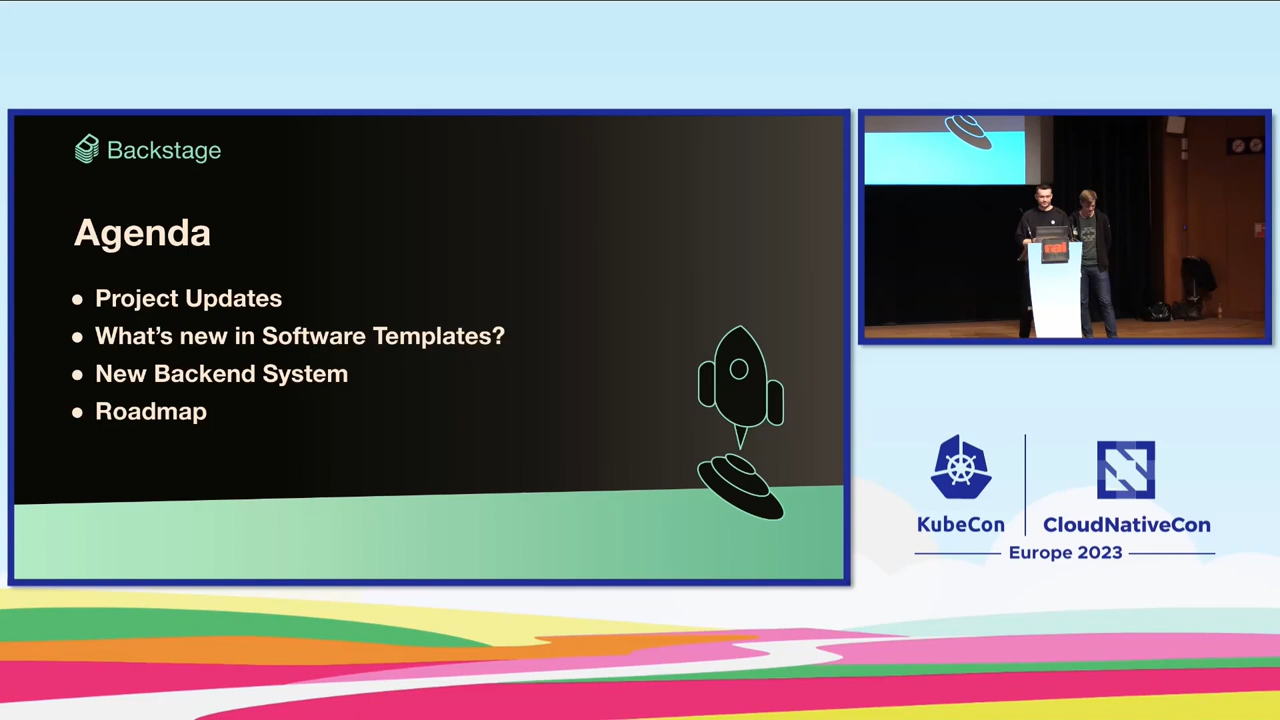 Backstage
Agenda
● Project Updates
● What's new in Software Templates?
● New Backend System
● Roadmap
KubeCon
CloudNativeCon
Europe 2023